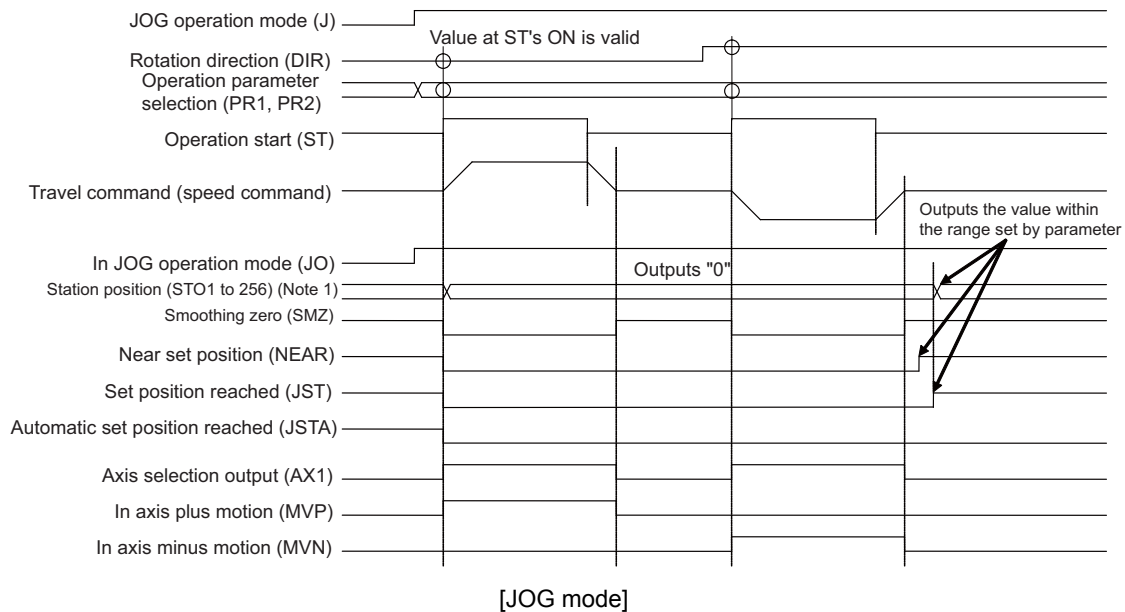 JOG operation mode (J)
Value at ST's ON is valid
Rotation direction (DIR)
Operation parameter
selection (PR1, PR2)
Operation start (ST)
Travel command (speed command)
Outputs the value within
the range set by parameter
In JOG operation mode (JO)
Outputs "0"
Station position (STO1 to 256) (Note 1)
Smoothing zero (SMZ)
Near set position (NEAR)
Set position reached (JST)
Automatic set position reached (JSTA)
Axis selection output (AX1)
In axis plus motion (MVP)
In axis minus motion (MVN)
[JOG mode]